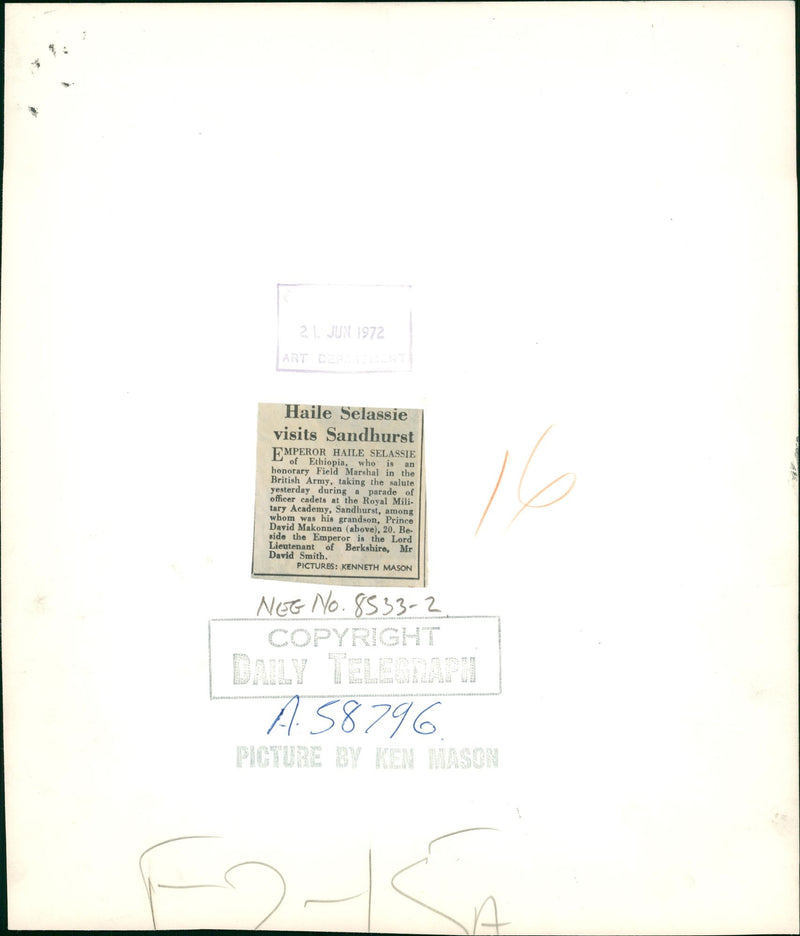 21 JUN 1972
ART DEPARTMENT
Haile Selassie
visits Sandhurst
EMPEROR HAILE SELASSIE
of Ethiopia, who is an
honorary Field Marshal in the
British Army, taking the salute
yesterday during a parade of
officer cadets at the Royal Mili-
tary Academy, Sandhurst, among
whom was his grandson, Prince
David Makonnen (above), 20. Be-
side the Emperor is the Lord
Lieutenant of Berkshire, Mr
David Smith.
PICTURES: KENNETH MASON
16
NEG No. 8533-2
COPYRIGHT
DAILY TELEGRAPH
A.58796
PICTURE BY KEN MASON